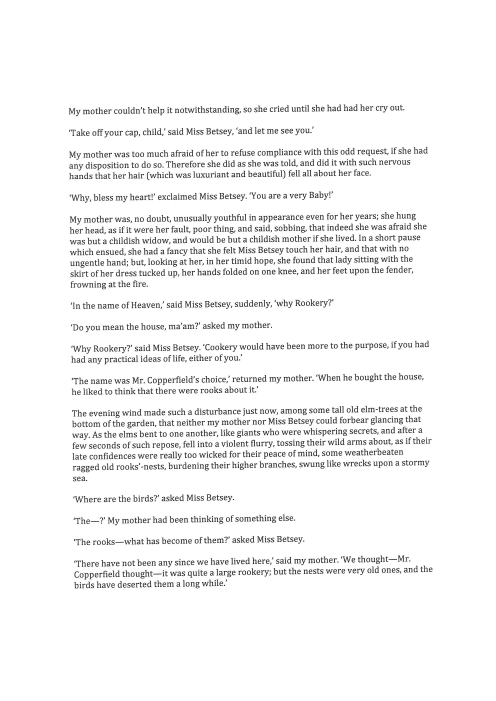 My mother couldn't help it notwithstanding, so she cried until she had had her cry out.
'Take off your cap, child,' said Miss Betsey, 'and let me see you.'
My mother was too much afraid of her to refuse compliance with this odd request, if she had
any disposition to do so. Therefore she did as she was told, and did it with such nervous
hands that her hair (which was luxuriant and beautiful) fell all about her face.
'Why, bless my heart!' exclaimed Miss Betsey. 'You are a very Baby!'
My mother was, no doubt, unusually youthful in appearance even for her years; she hung
her head, as if it were her fault, poor thing, and said, sobbing, that indeed she was afraid she
was but a childish widow, and would be but a childish mother if she lived. In a short pause
which ensued, she had a fancy that she felt Miss Betsey touch her hair, and that with no
ungentle hand; but, looking at her, in her timid hope, she found that lady sitting with the
skirt of her dress tucked up, her hands folded on one knee, and her feet upon the fender,
frowning at the fire.
'In the name of Heaven,' said Miss Betsey, suddenly, 'why Rookery?'
'Do you mean the house, ma'am?' asked my mother.
'Why Rookery?' said Miss Betsey. 'Cookery would have been more to the purpose, if you had
had any practical ideas of life, either of you.'
'The name was Mr. Copperfield's choice,' returned my mother. 'When he bought the house,
he liked to think that there were rooks about it.'
The evening wind made such a disturbance just now, among some tall old elm-trees at the
bottom of the garden, that neither my mother nor Miss Betsey could forbear glancing that
way. As the elms bent to one another, like giants who were whispering secrets, and after a
few seconds of such repose, fell into a violent flurry, tossing their wild arms about, as if their
late confidences were really too wicked for their peace of mind, some weatherbeaten
ragged old rooks'-nests, burdening their higher branches, swung like wrecks upon a stormy
sea.
'Where are the birds?' asked Miss Betsey.
'The—?' My mother had been thinking of something else.
'The rooks—what has become of them?' asked Miss Betsey.
'There have not been any since we have lived here,' said my mother. 'We thought—Mr.
Copperfield thought—it was quite a large rookery; but the nests were very old ones, and the
birds have deserted them a long while.'